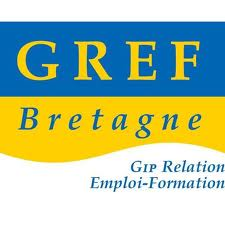 GREF
Bretagne
GIP Relation
Emploi-Formation